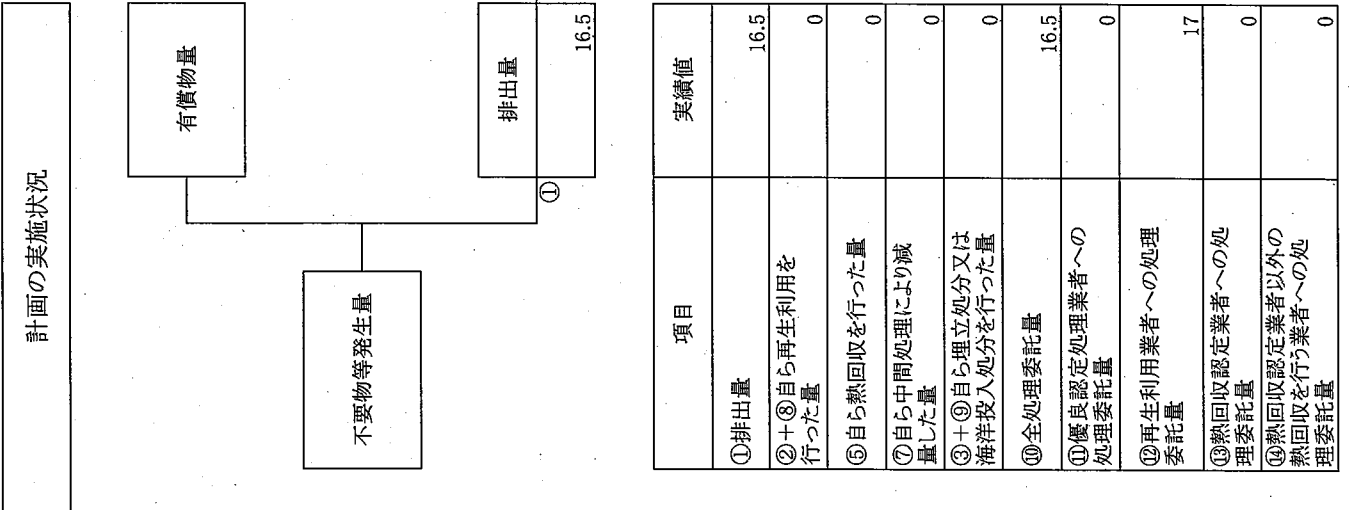 計画の実施状況
不要物等発生量
有償物量
①
排出量
16.5
項目
実績値
①排出量
16.5
②+⑧自ら再生利用を
行った量
0
⑤自ら熱回収を行った量
0
⑦自ら中間処理により減
量した量
0
③+⑨自ら埋立処分又は
海洋投入処分を行った量
0
⑩全処理委託量
16.5
⑪優良認定処理業者への
処理委託量
0
⑫再生利用業者への処理
委託量
17
⑬熱回収認定業者への処
理委託量
0
⑭熱回収認定業者以外の
熱回収を行う業者への処
理委託量
0